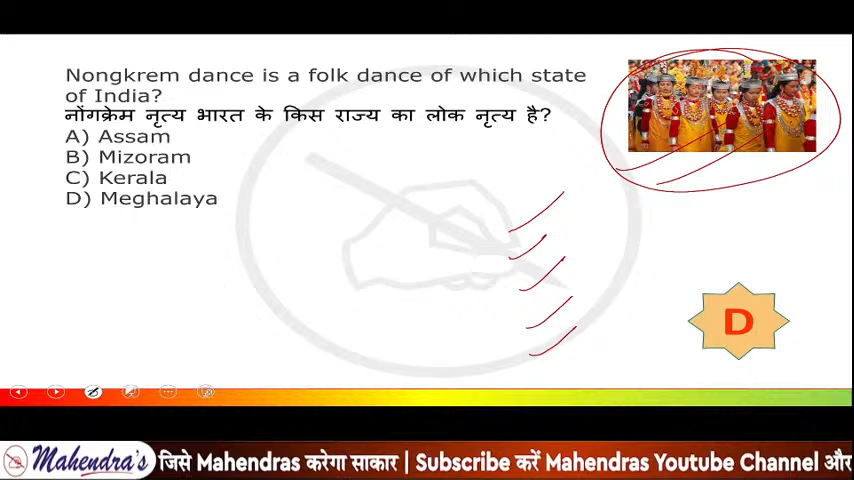 Nongkrem dance is a folk dance of which state
of India?
नोंगक्रेम नृत्य भारत के किस राज्य का लोक नृत्य है?
A) Assam
B) Mizoram
C) Kerala
D) Meghalaya
D
Mahendra's जिसे Mahendras करेगा साकार | Subscribe करें Mahendras Youtube Channel और